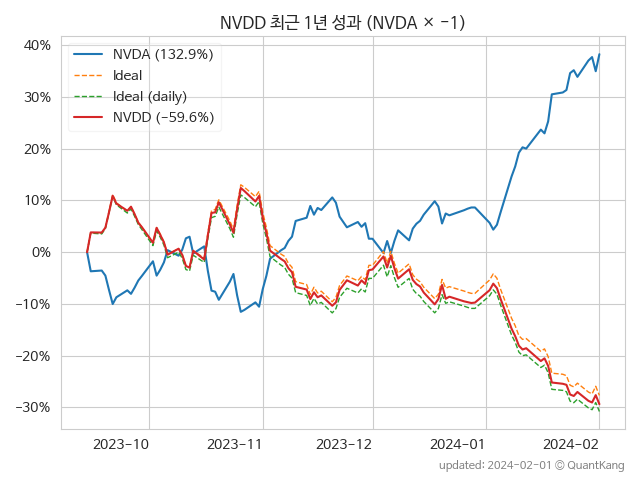 NVDD 최근 1년 성과 (NVDA × −1)
40%
30%
20%
10%
0%
−10%
−20%
−30%
NVDA (132.9%)
Ideal
Ideal (daily)
NVDD (−59.6%)
2023-10
2023-11
2023-12
2024-01
2024-02
updated: 2024-02-01 © QuantKang